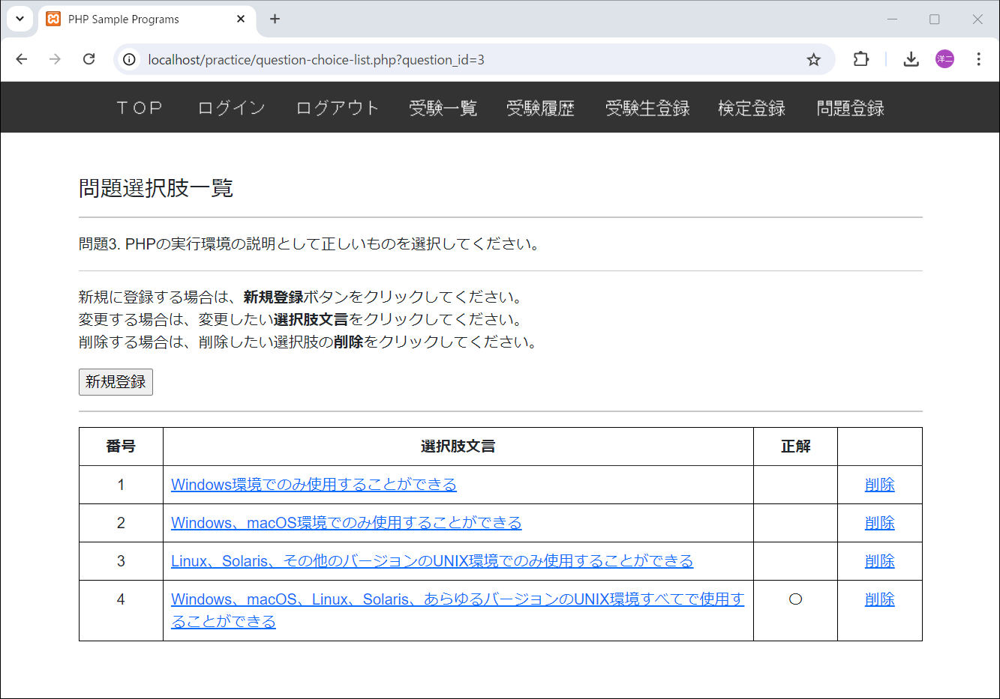 PHP Sample Programs
localhost/practice/question-choice-list.php?question_id=3
洋二
ＴＯＰ ログイン ログアウト 受験一覧 受験履歴 受験生登録 検定登録 問題登録
問題選択肢一覧
問題3. PHPの実行環境の説明として正しいものを選択してください。
新規に登録する場合は、新規登録ボタンをクリックしてください。
変更する場合は、変更したい選択肢文言をクリックしてください。
削除する場合は、削除したい選択肢の削除をクリックしてください。
新規登録
番号 選択肢文言 正解
1 Windows環境でのみ使用することができる 削除
2 Windows、macOS環境でのみ使用することができる 削除
3 Linux、Solaris、その他のバージョンのUNIX環境でのみ使用することができる 削除
4 Windows、macOS、Linux、Solaris、あらゆるバージョンのUNIX環境すべてで使用す 〇 削除
ることができる